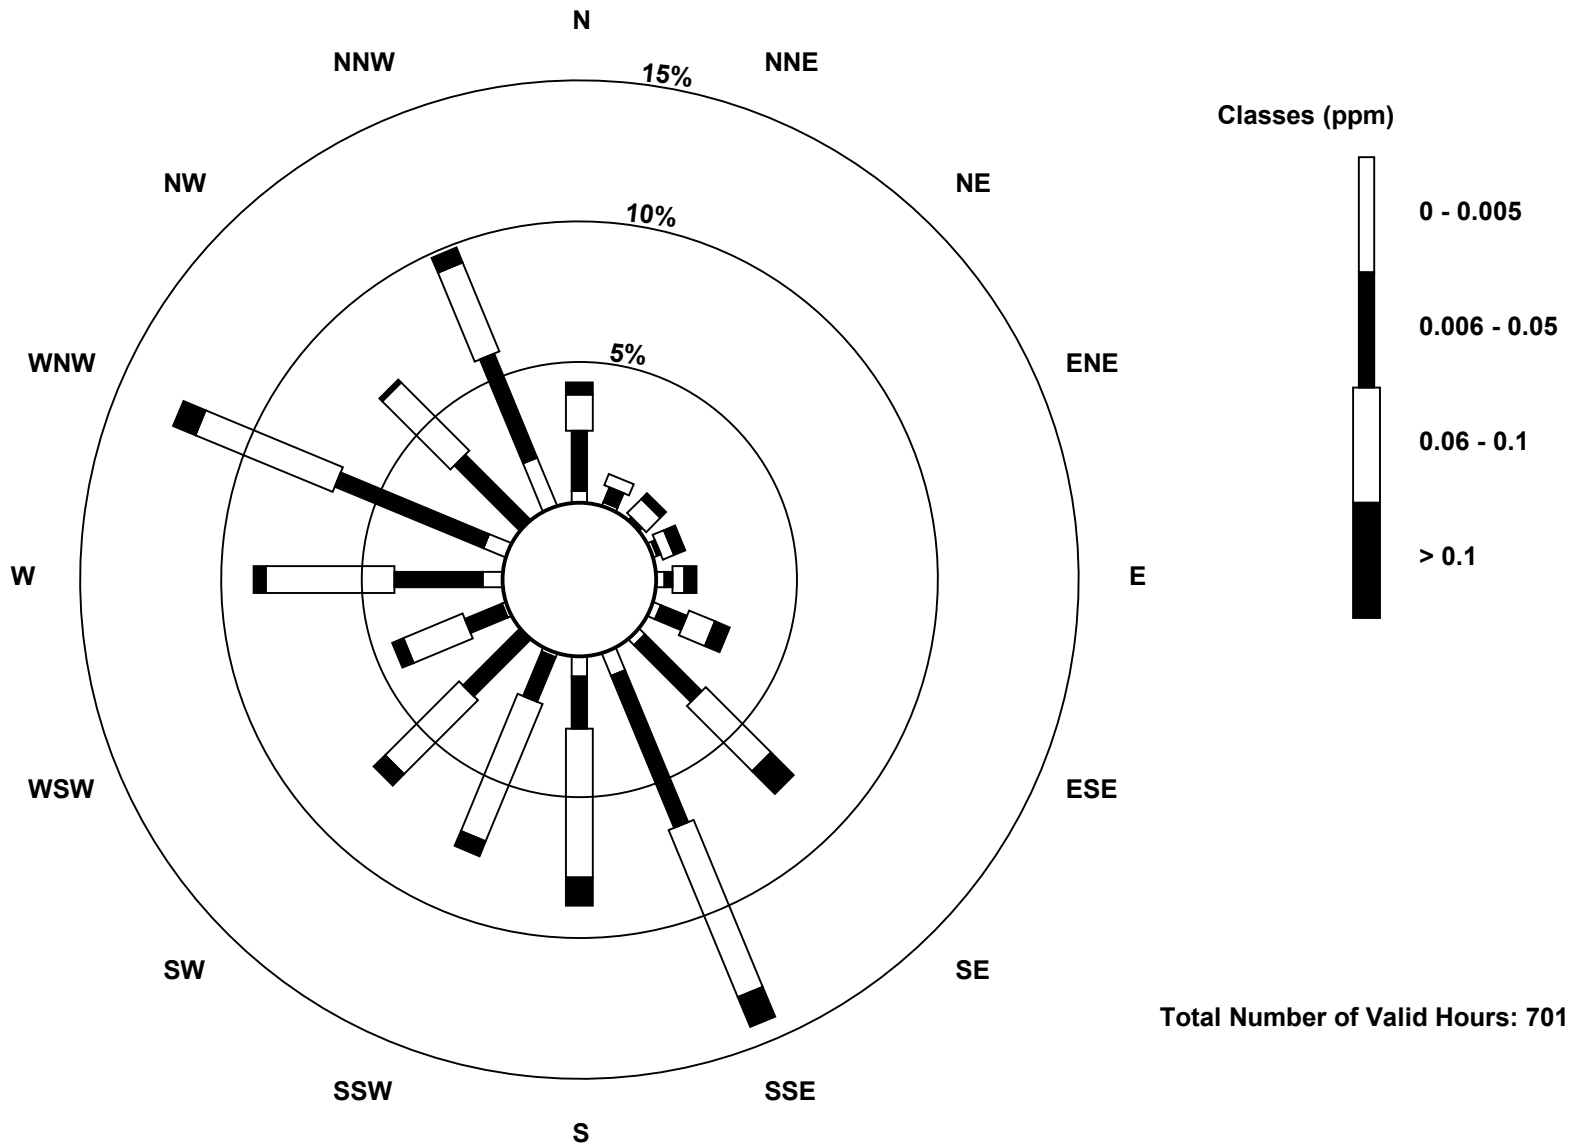 N
NNW
NNE
15%
Classes (ppm)
NW
NE
0 - 0.005
10%
0.006 - 0.05
5%
WNW
ENE
0.06 - 0.1
> 0.1
W
E
WSW
ESE
SW
SE
Total Number of Valid Hours: 701
SSW
SSE
S